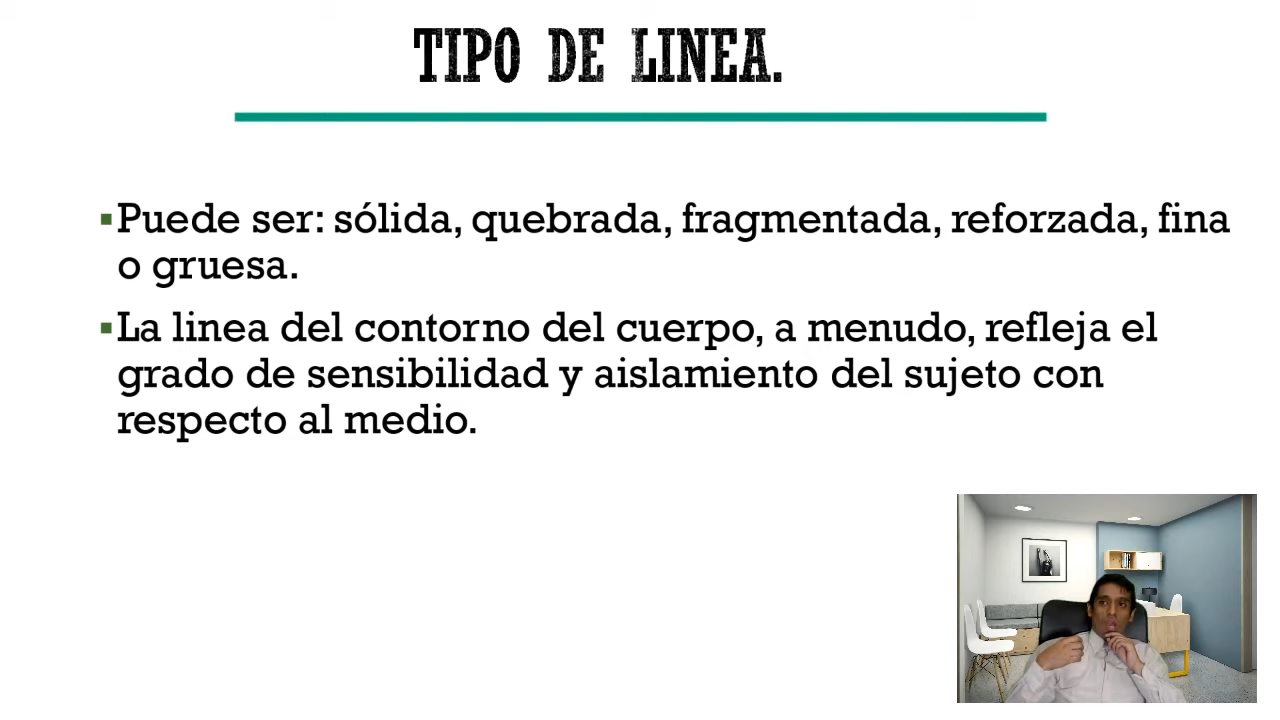 TIPO DE LINEA.
Puede ser: sólida, quebrada, fragmentada, reforzada, fina
o gruesa.
La linea del contorno del cuerpo, a menudo, refleja el
grado de sensibilidad y aislamiento del sujeto con
respecto al medio.